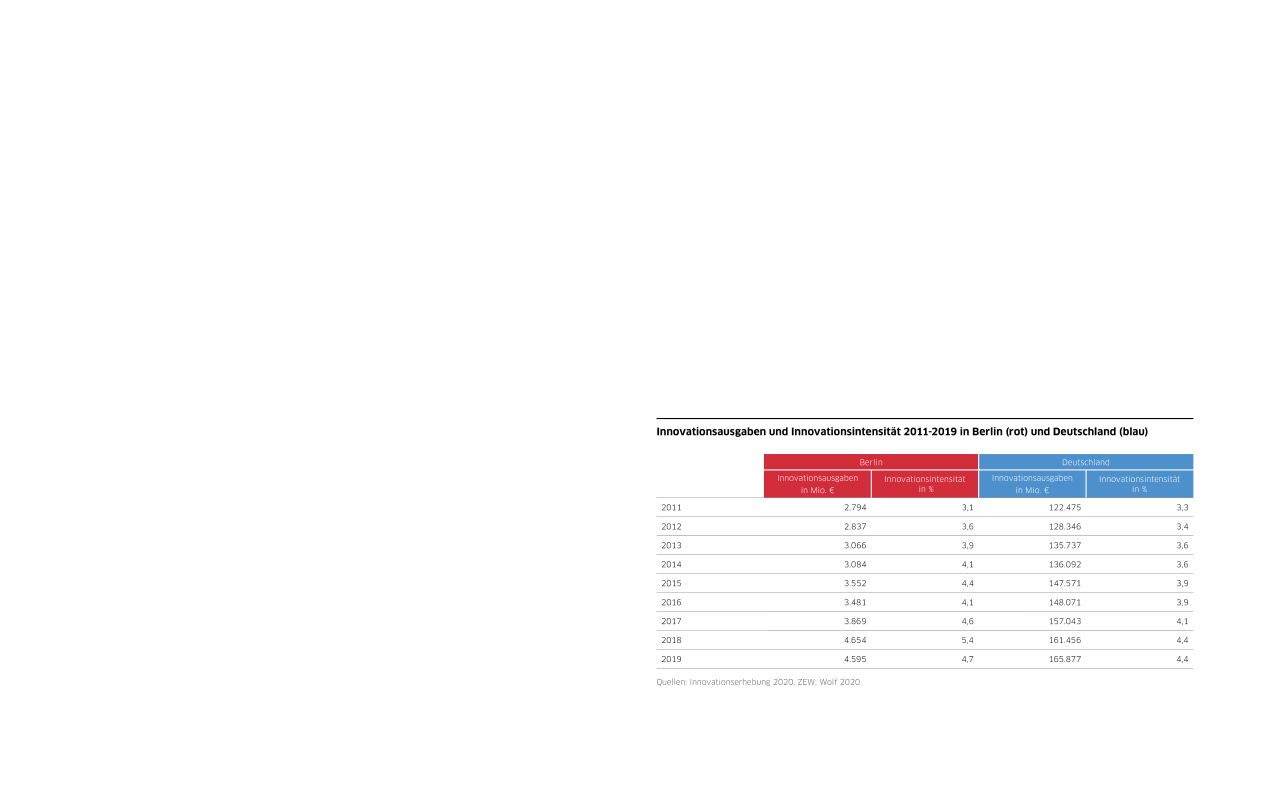 Innovationsausgaben und Innovationsintensität 2011-2019 in Berlin (rot) und Deutschland (blau)
Berlin Deutschland
Innovationsausgaben in Mio. € Innovationsintensität in % Innovationsausgaben in Mio. € Innovationsintensität in %
2011 2.794 3,1 122.475 3,3
2012 2.837 3,6 128.346 3,4
2013 3.066 3,9 135.737 3,6
2014 3.084 4,1 136.092 3,6
2015 3.552 4,4 147.571 3,9
2016 3.481 4,1 148.071 3,9
2017 3.869 4,6 157.043 4,1
2018 4.654 5,4 161.456 4,4
2019 4.595 4,7 165.877 4,4
Quellen: Innovationserhebung 2020, ZEW; Wolf 2020